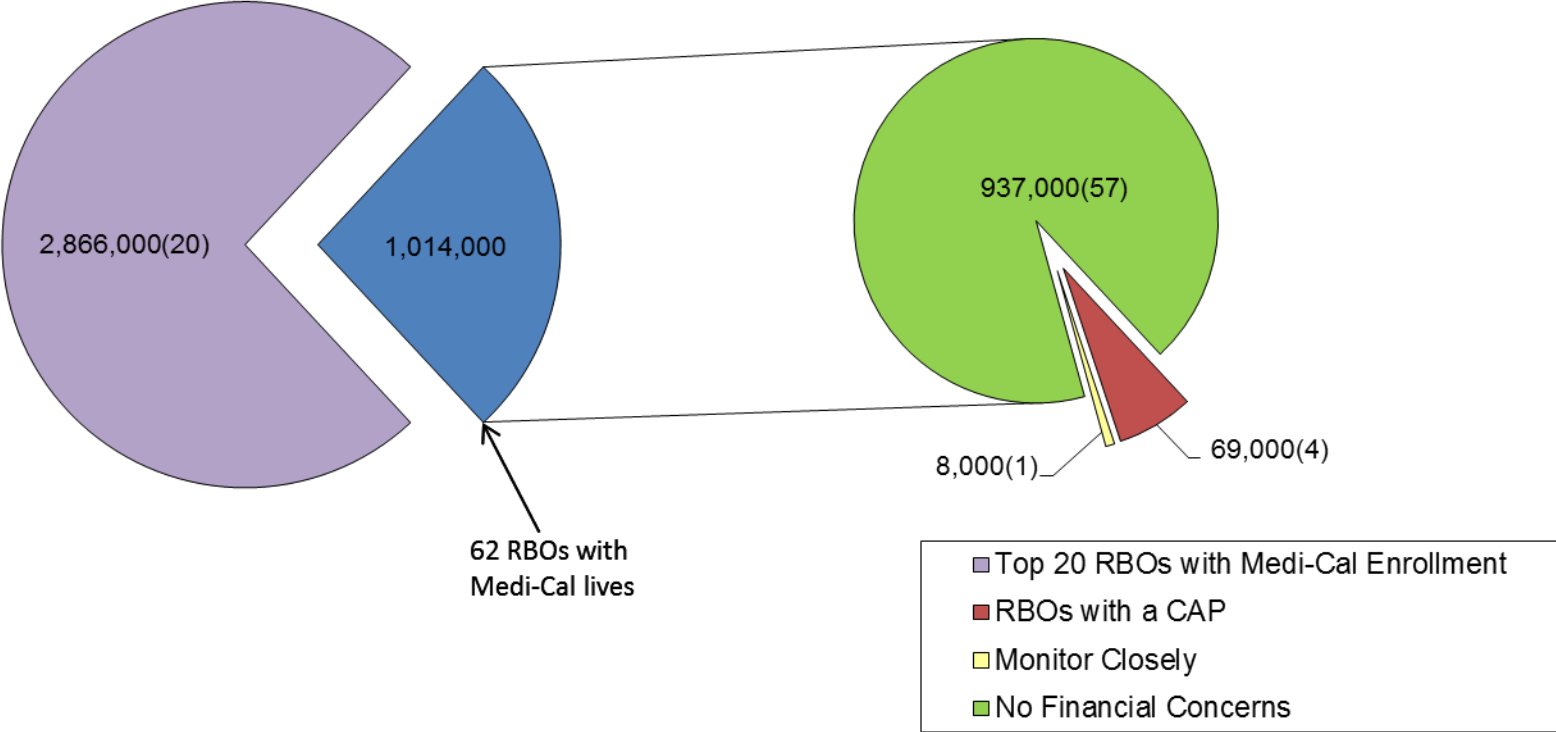 2,866,000(20)
1,014,000
937,000(57)
8,000(1)
69,000(4)
62 RBOs with
Medi-Cal lives
Top 20 RBOs with Medi-Cal Enrollment
RBOs with a CAP
Monitor Closely
No Financial Concerns